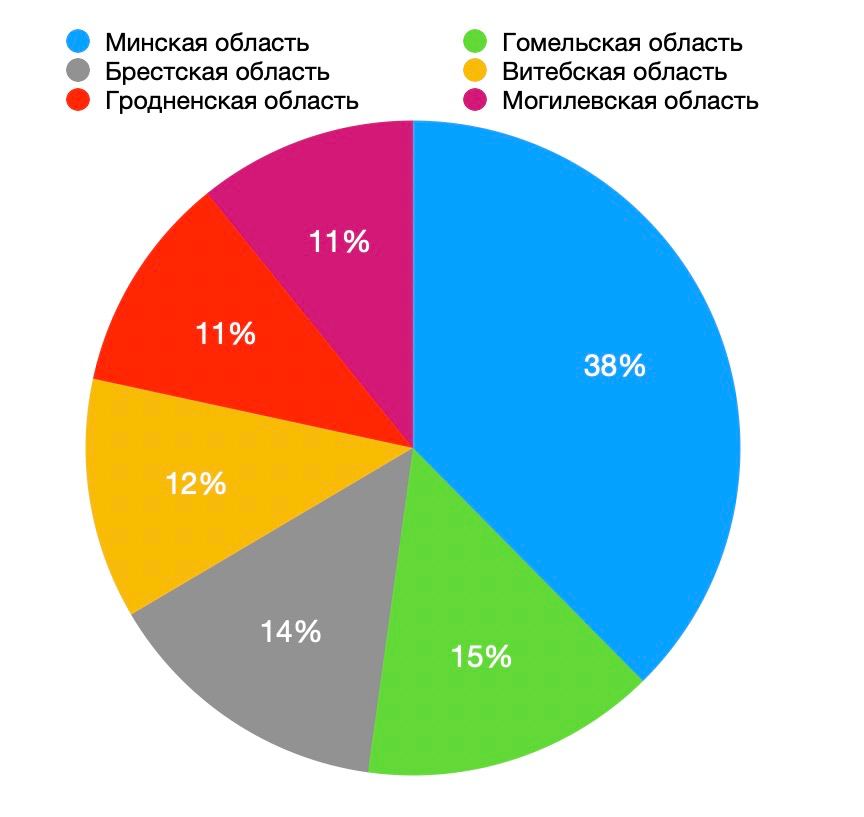 Минская область
Гомельская область
Брестская область
Витебская область
Гродненская область
Могилевская область
11%
38%
11%
12%
14%
15%